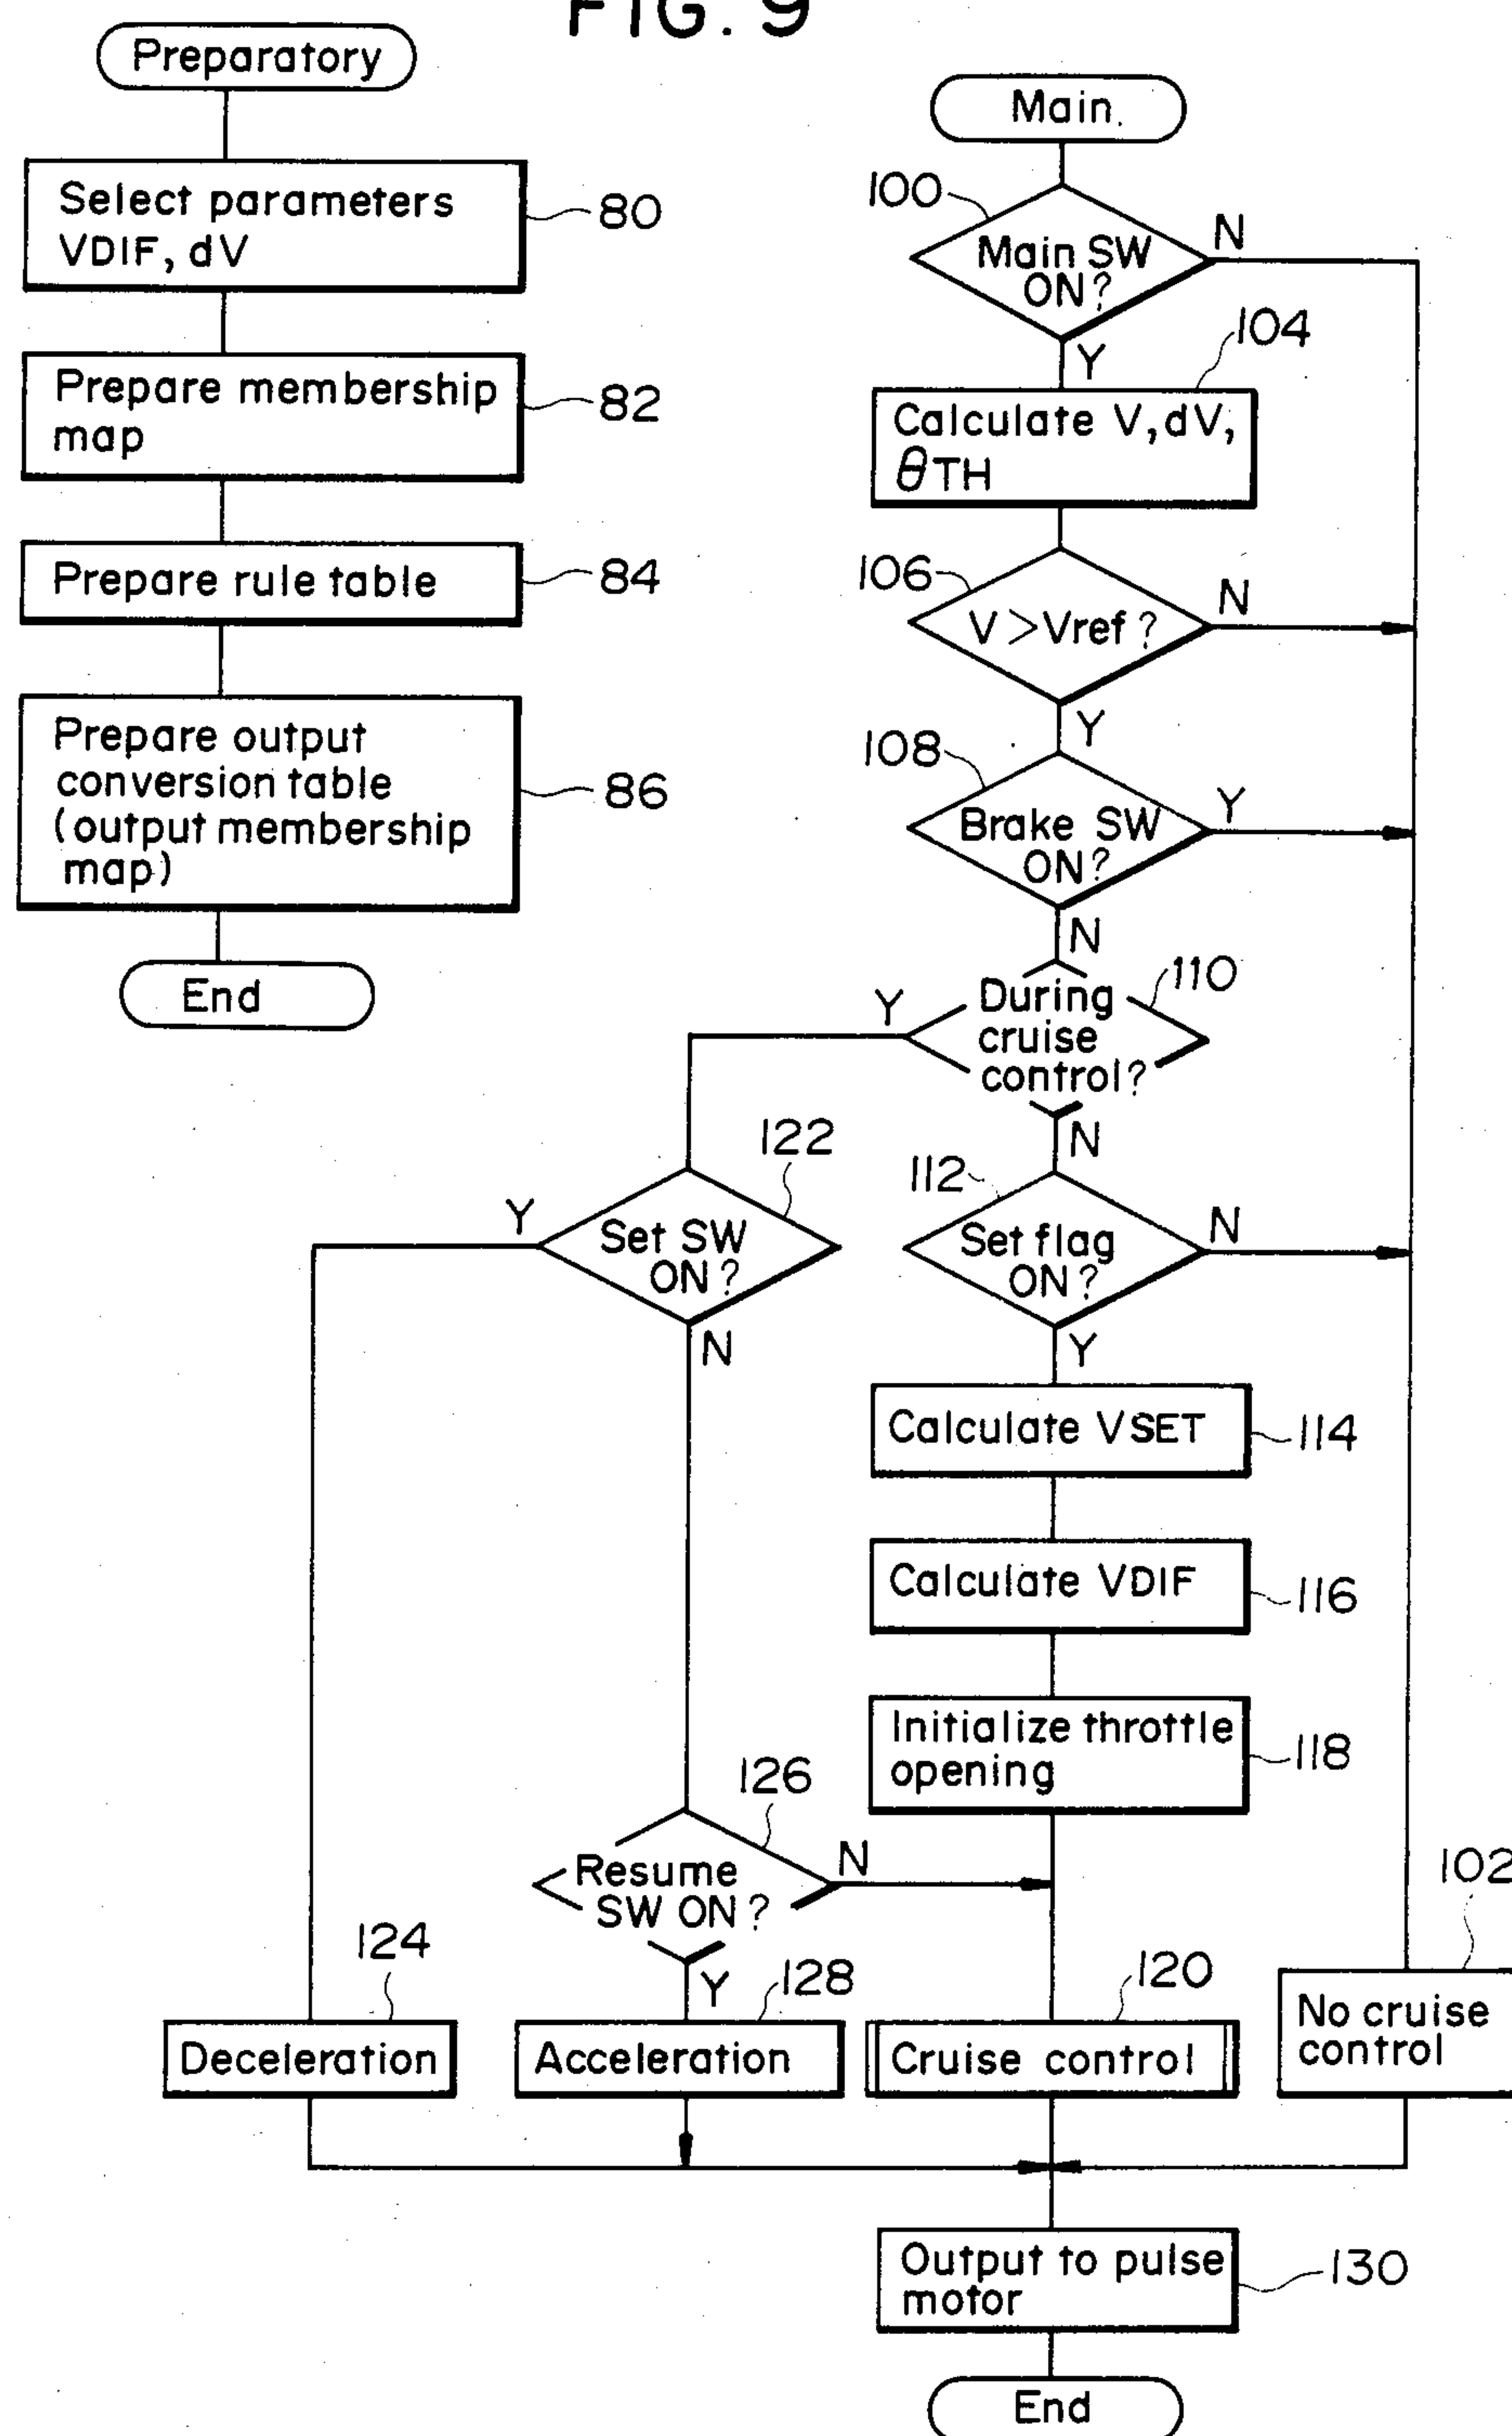 FIG. 9
Preparatory
Select parameters
VDIF, dV
80
Prepare membership
map
82
Prepare rule table
84
Prepare output
conversion table
(output membership
map)
86
End
Main
100
Main SW
ON?
N
Y
104
Calculate V, dV,
θTH
106
V>Vref?
N
Y
108
Brake SW
ON?
Y
N
110
During
cruise
control?
Y
N
122
Set SW
ON?
Y
N
112
Set flag
ON?
N
Y
Calculate VSET
114
Calculate VDIF
116
Initialize throttle
opening
118
126
Resume
SW ON?
N
Y
124
Deceleration
128
Acceleration
120
Cruise control
102
No cruise
control
Output to pulse
motor
130
End